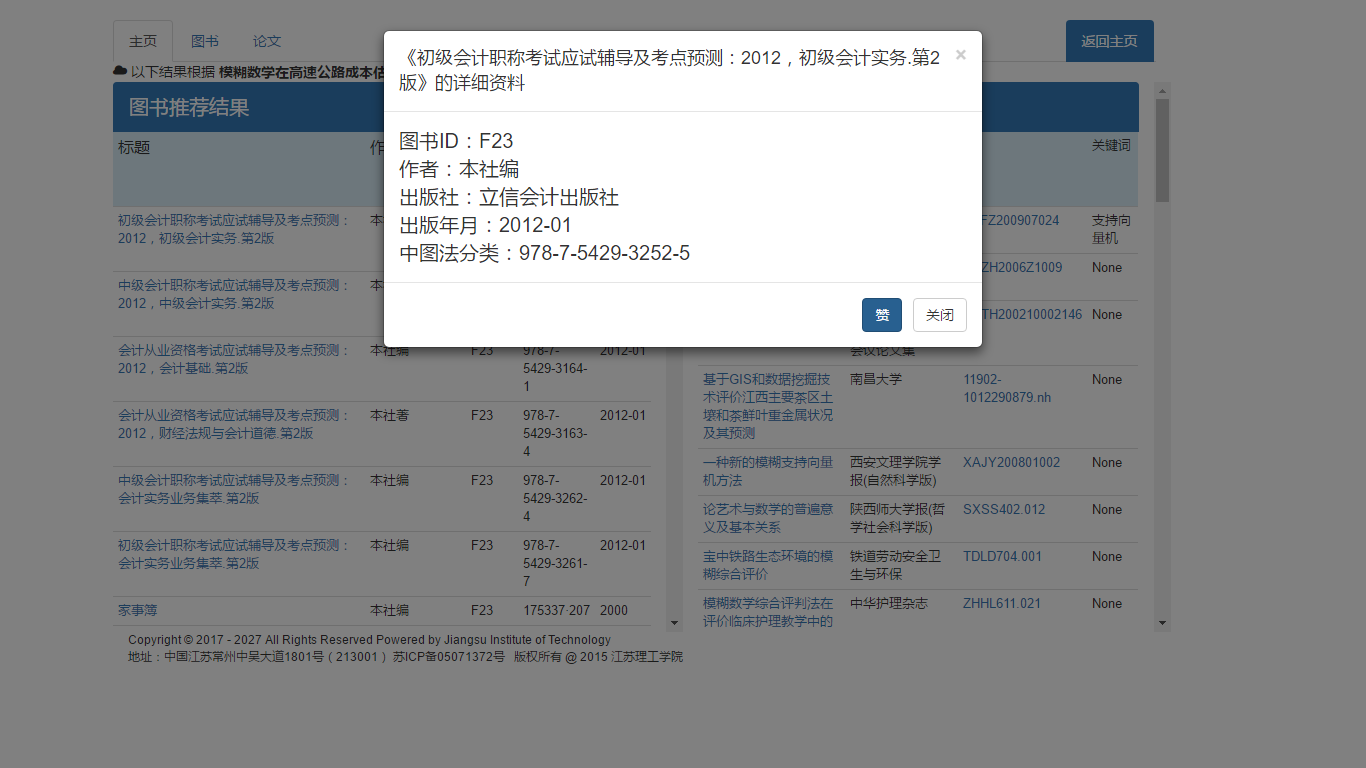 主页 图书 论文 返回主页
以下结果根据 模糊数学在高速公路成本估
《初级会计职称考试应试辅导及考点预测：2012，初级会计实务.第2
版》的详细资料
×
图书ID：F23
作者：本社编
出版社：立信会计出版社
出版年月：2012-01
中图法分类：978-7-5429-3252-5
赞 关闭
图书推荐结果
标题 作
初级会计职称考试应试辅导及考点预测：
2012，初级会计实务.第2版
中级会计职称考试应试辅导及考点预测：
2012，中级会计实务.第2版
会计从业资格考试应试辅导及考点预测： 本社编 F23 978-7- 2012-01
2012，会计基础.第2版 5429-3164-
1
会计从业资格考试应试辅导及考点预测： 本社著 F23 978-7- 2012-01
2012，财经法规与会计道德.第2版 5429-3163-
4
中级会计职称考试应试辅导及考点预测： 本社编 F23 978-7- 2012-01
会计实务业务集萃.第2版 5429-3262-
4
初级会计职称考试应试辅导及考点预测： 本社编 F23 978-7- 2012-01
会计实务业务集萃.第2版 5429-3261-
7
家事簿 本社编 F23 175337·207 2000
关键词
FZ200907024 支持向
量机
ZH2006Z1009 None
TH200210002146 None
会议论文集
基于GIS和数据挖掘技 南昌大学 11902- None
术评价江西主要茶区土 1012290879.nh
壤和茶鲜叶重金属状况
及其预测
一种新的模糊支持向量 西安文理学院学 XAJY200801002 None
机方法 报(自然科学版)
论艺术与数学的普遍意 陕西师大学报(哲 SXSS402.012 None
义及基本关系 学社会科学版)
宝中铁路生态环境的模 铁道劳动安全卫 TDLD704.001 None
糊综合评价 生与环保
模糊数学综合评判法在 中华护理杂志 ZHHL611.021 None
评价临床护理教学中的
Copyright © 2017 - 2027 All Rights Reserved Powered by Jiangsu Institute of Technology
地址：中国江苏常州中吴大道1801号（213001） 苏ICP备05071372号 版权所有 @ 2015 江苏理工学院